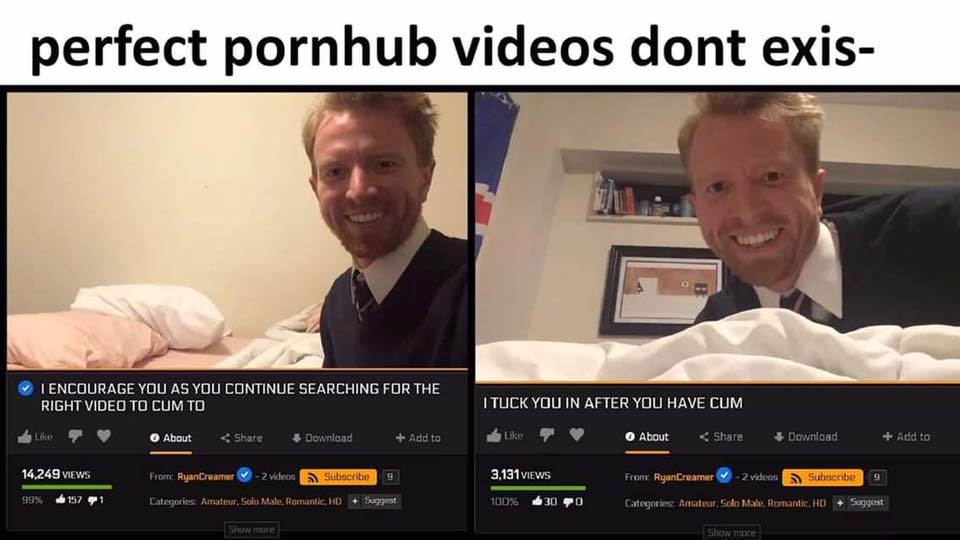 perfect pornhub videos dont exis-
I ENCOURAGE YOU AS YOU CONTINUE SEARCHING FOR THE
RIGHT VIDEO TO CUM TO
Like
About
Share
Download
+ Add to
14,249 VIEWS
From: RyanCreamer - 2 videos
Subscribe
9
99%
157
1
Categories: Amateur, Solo Male, Romantic, HD
+ Suggest
Show more
I TUCK YOU IN AFTER YOU HAVE CUM
Like
About
Share
Download
+ Add to
3,131 VIEWS
From: RyanCreamer - 2 videos
Subscribe
9
100%
30
0
Categories: Amateur, Solo Male, Romantic, HD
+ Suggest
Show more